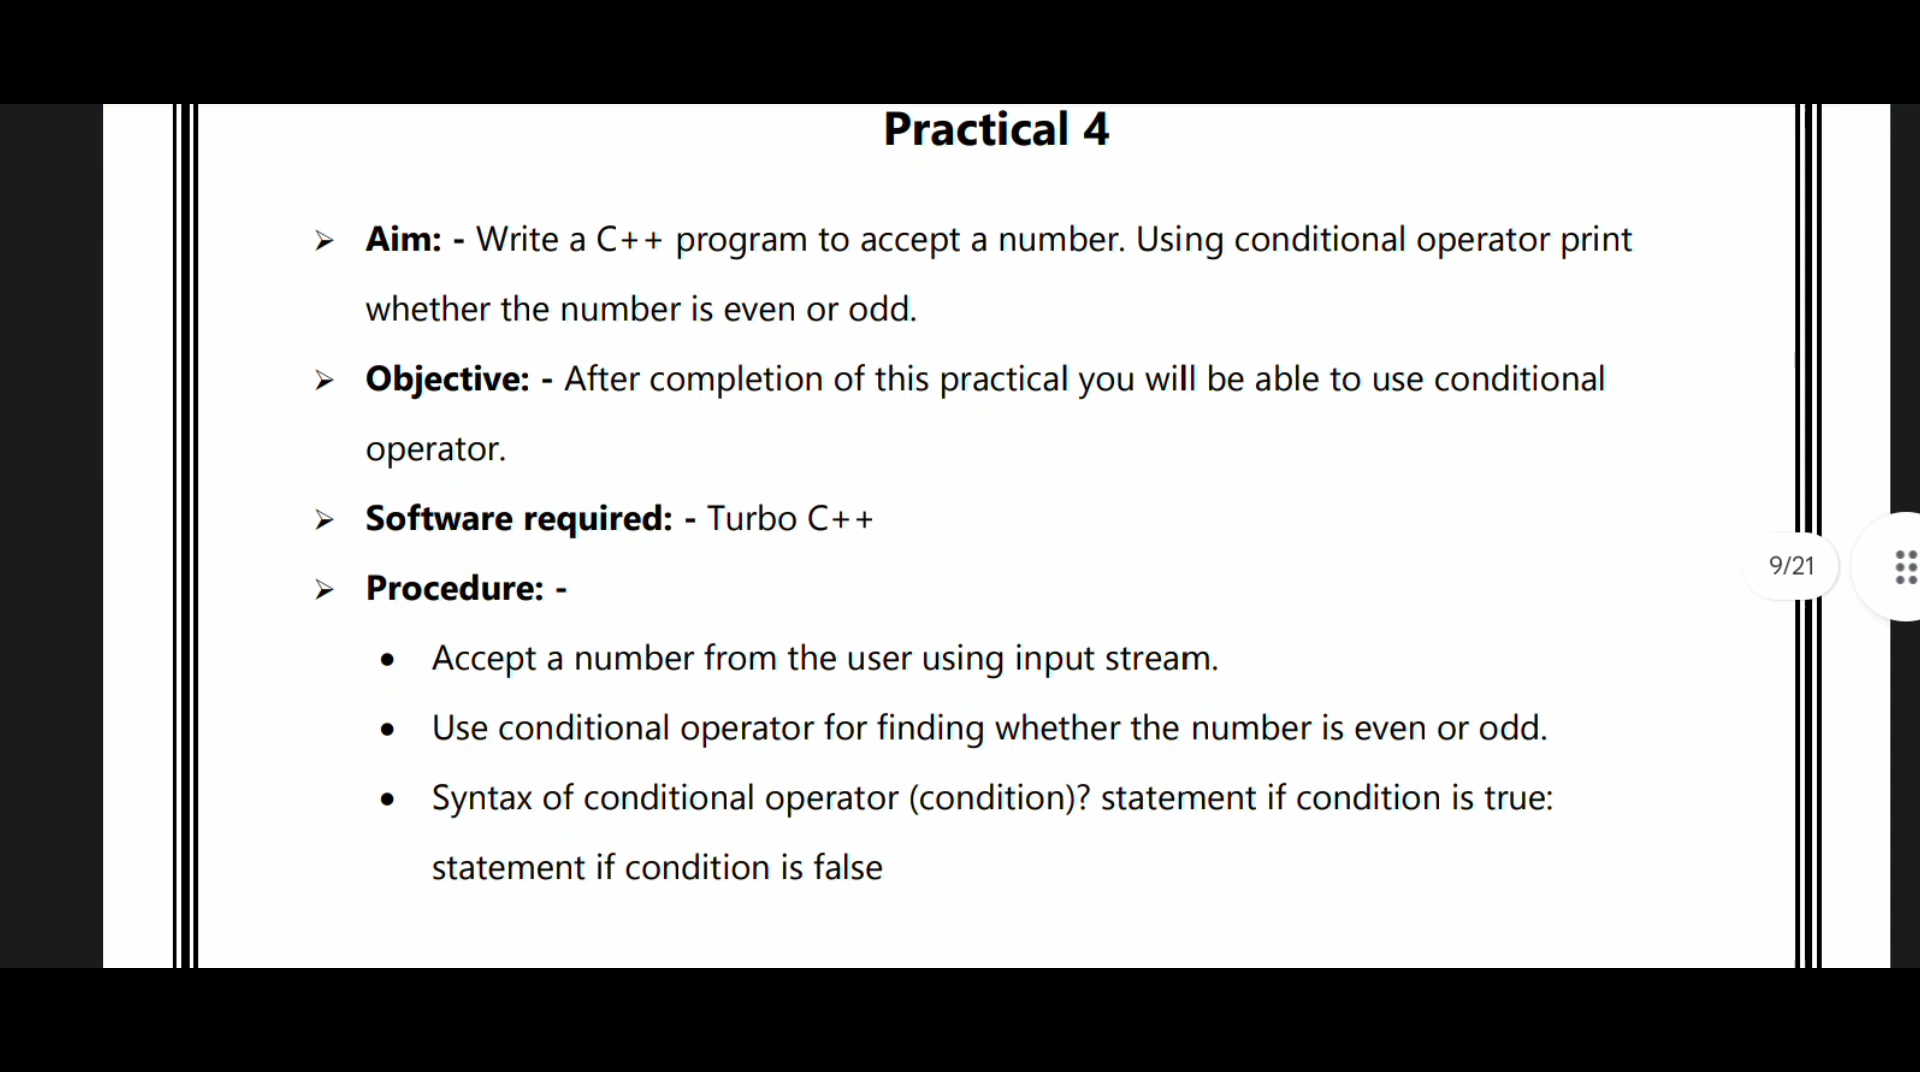 Practical 4
➢ Aim: - Write a C++ program to accept a number. Using conditional operator print
whether the number is even or odd.
➢ Objective: - After completion of this practical you will be able to use conditional
operator.
➢ Software required: - Turbo C++
9/21
➢ Procedure: -
• Accept a number from the user using input stream.
• Use conditional operator for finding whether the number is even or odd.
• Syntax of conditional operator (condition)? statement if condition is true:
statement if condition is false